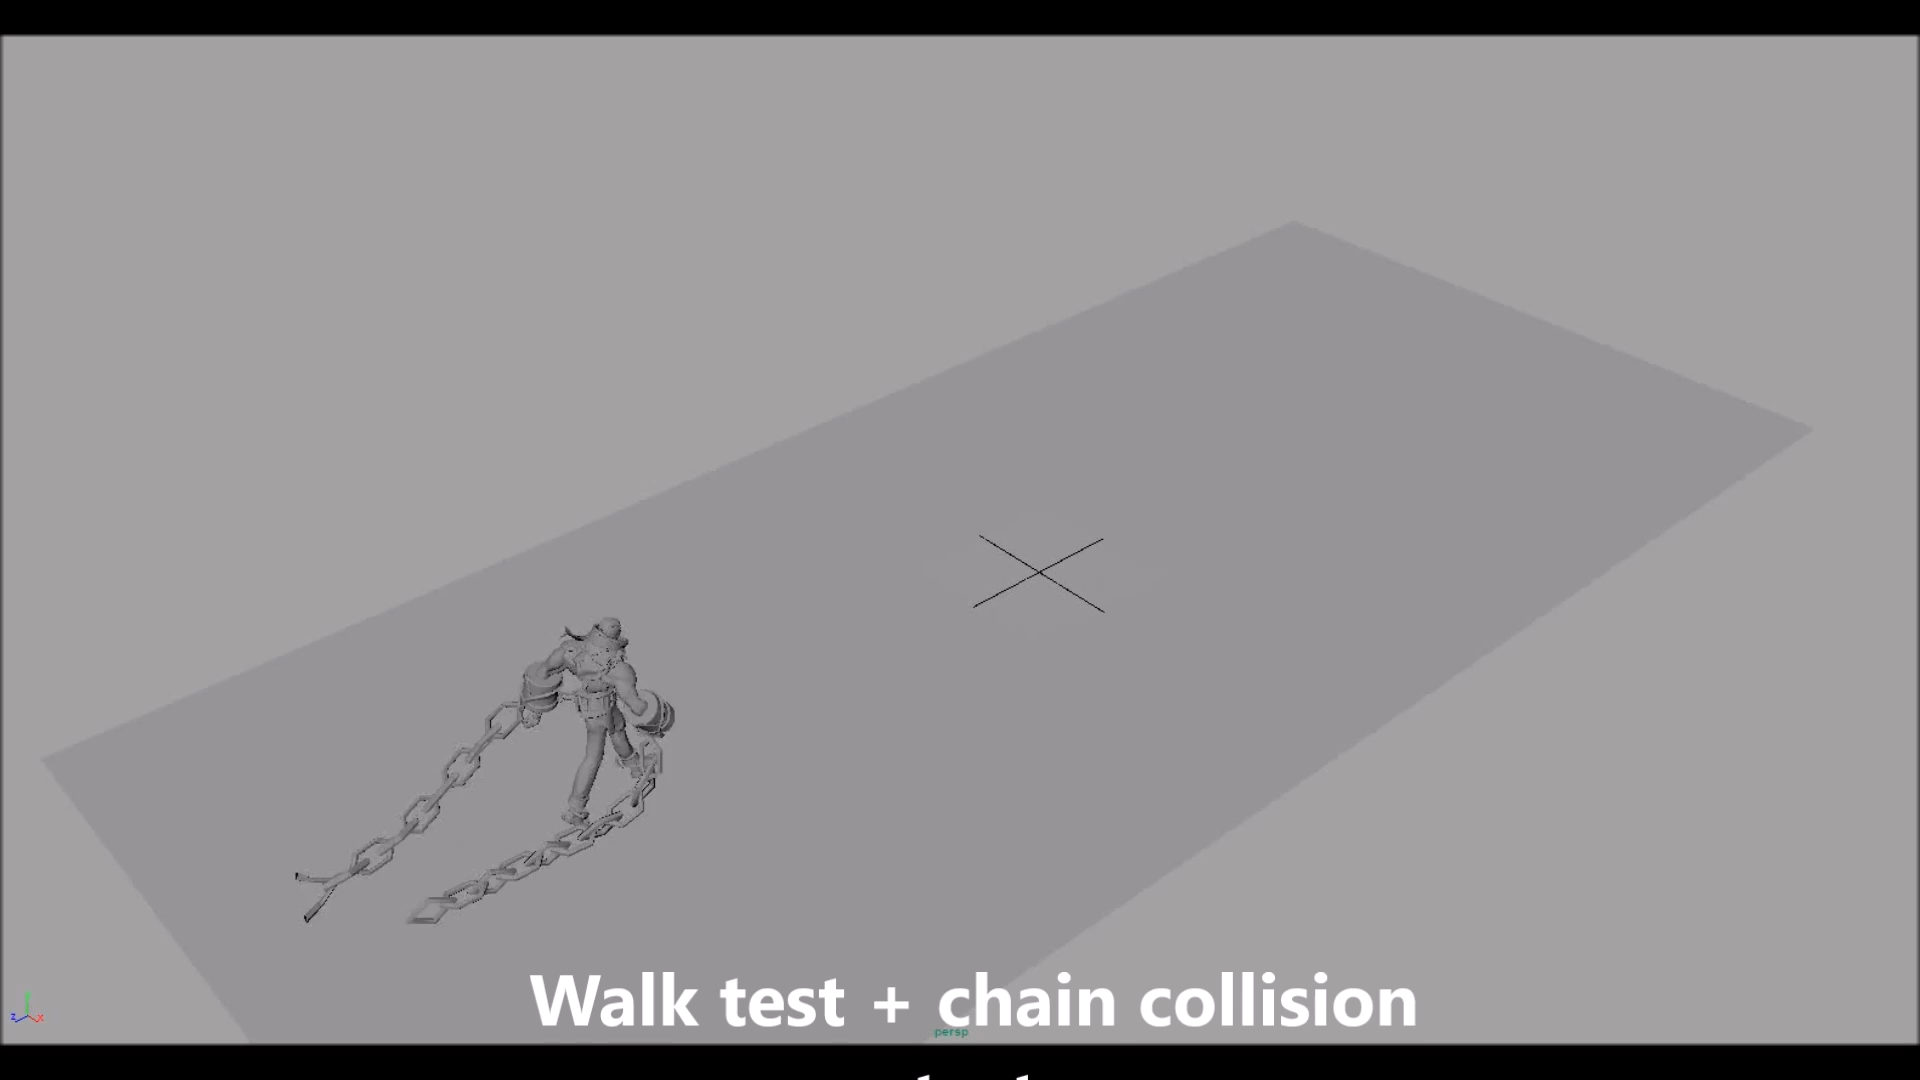 Walk test + chain collision
persp
z
x